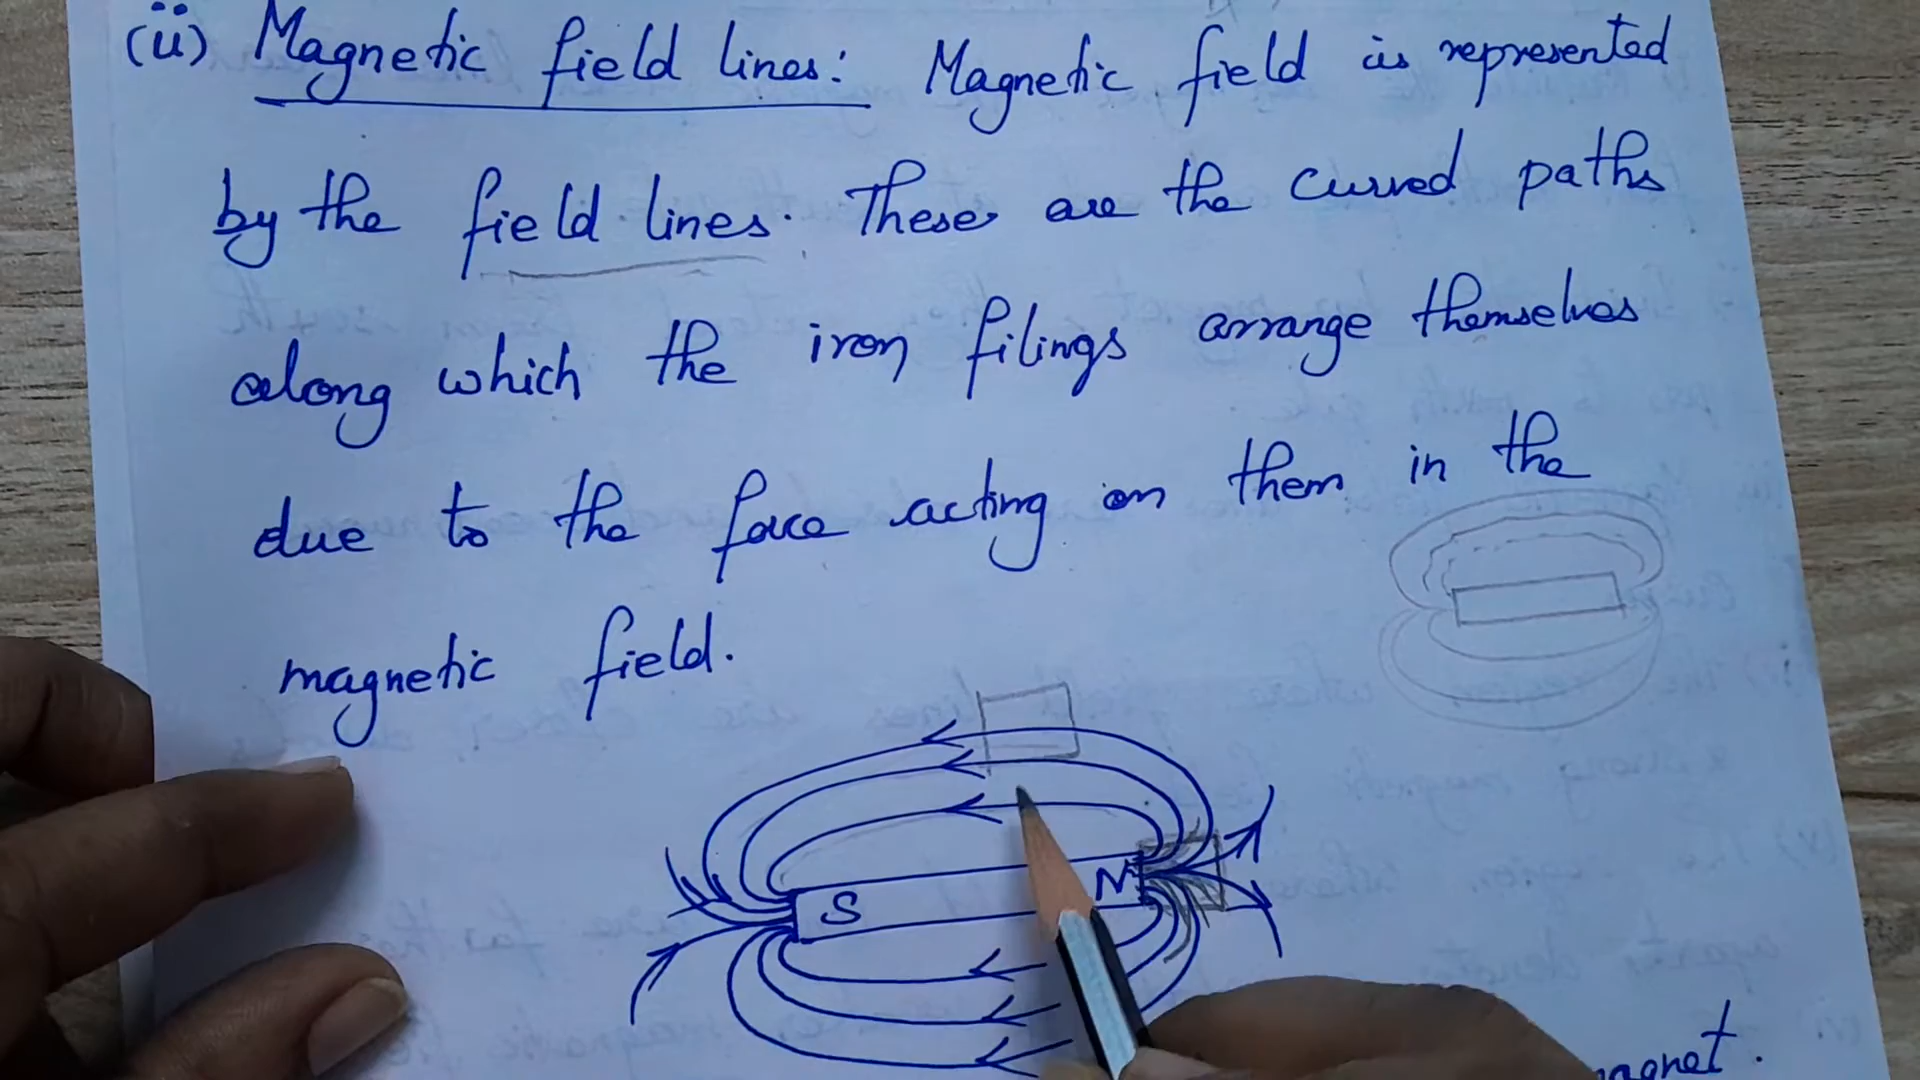 (ii) Magnetic field lines: Magnetic field is represented
by the field lines. These are the curved paths
along which the iron filings arrange themselves
due to the force acting on them in the
magnetic field.
S N
magnet.